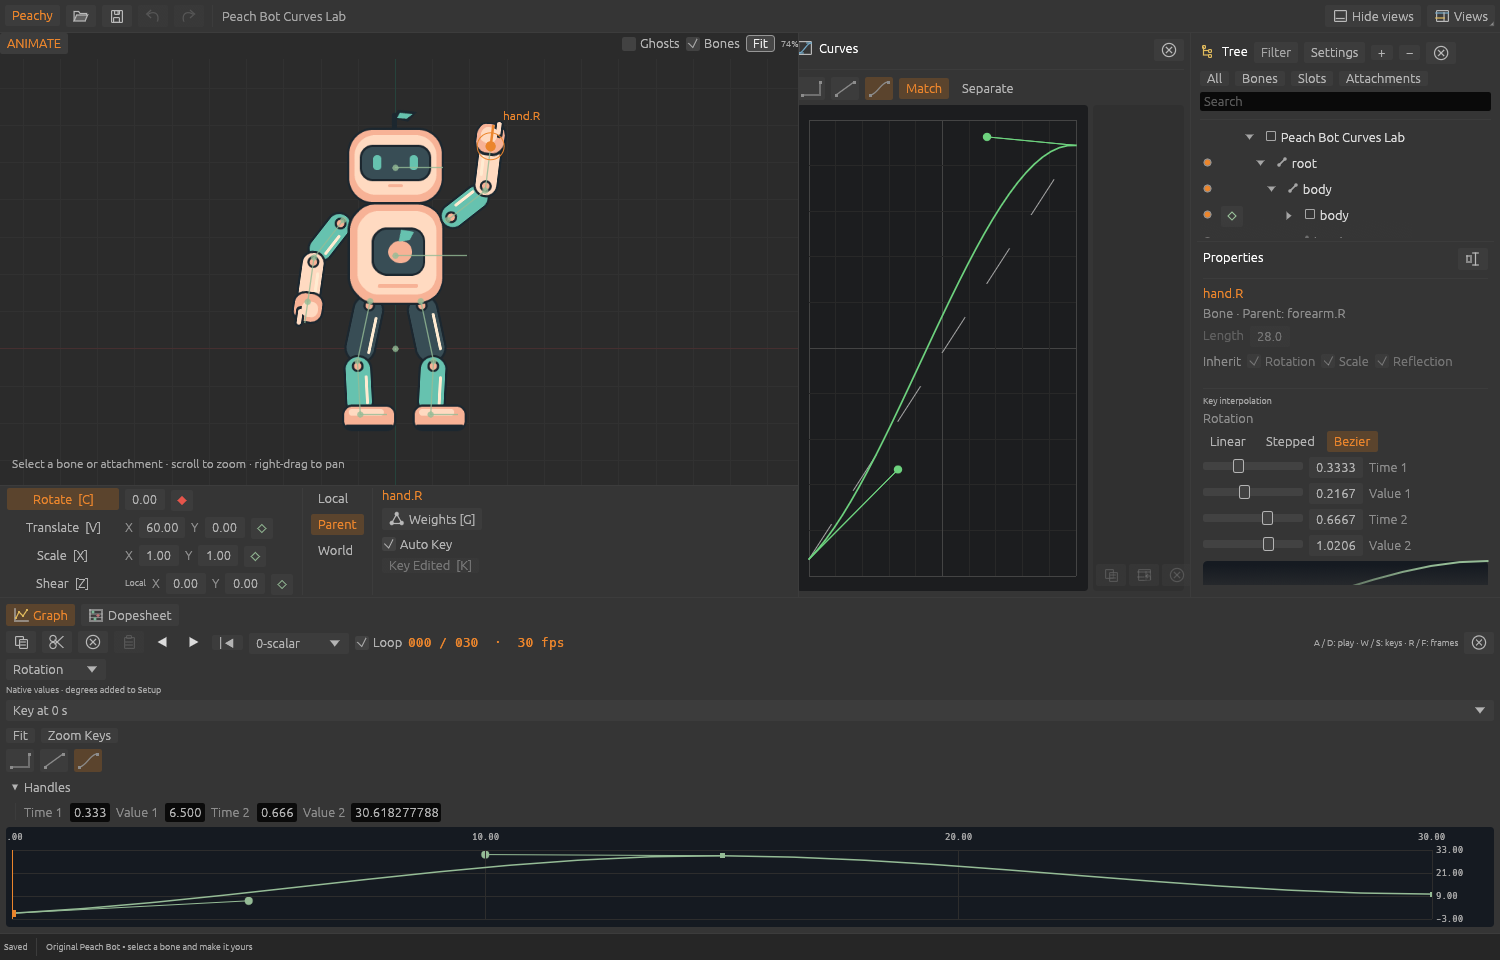 Peachy Peach Bot Curves Lab Hide views Views
ANIMATE Ghosts Bones Fit 74%
hand.R
Select a bone or attachment · scroll to zoom · right-drag to pan
Curves
Match Separate
Tree Filter Settings + −
All Bones Slots Attachments
Search
Peach Bot Curves Lab
root
body
body
Properties
hand.R
Bone · Parent: forearm.R
Length 28.0
Inherit Rotation Scale Reflection
Key interpolation
Rotation
Linear Stepped Bezier
0.3333 Time 1
0.2167 Value 1
0.6667 Time 2
1.0206 Value 2
Rotate [C] 0.00
Translate [V] X 60.00 Y 0.00
Scale [X] X 1.00 Y 1.00
Shear [Z] Local X 0.00 Y 0.00
Local
Parent
World
hand.R
Weights [G]
Auto Key
Key Edited [K]
Graph Dopesheet
0-scalar Loop 000 / 030 · 30 fps A / D: play · W / S: keys · R / F: frames
Rotation
Native values · degrees added to Setup
Key at 0 s
Fit Zoom Keys
Handles
Time 1 0.333 Value 1 6.500 Time 2 0.666 Value 2 30.618277788
.00 10.00 20.00 30.00
33.00
21.00
9.00
-3.00
Saved Original Peach Bot • select a bone and make it yours